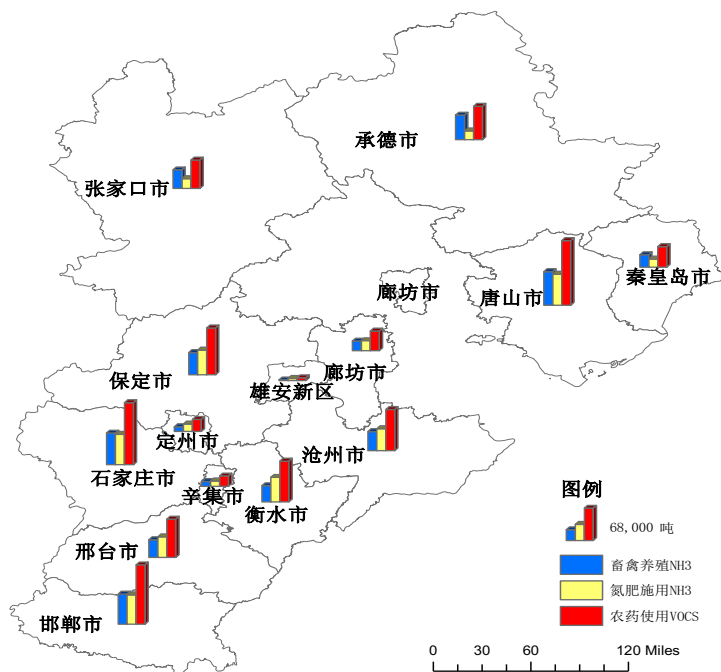 承德市
张家口市
秦皇岛市
廊坊市
唐山市
保定市
廊坊市
雄安新区
定州市
沧州市
石家庄市
辛集市
衡水市
邢台市
邯郸市
图例
68,000 吨
畜禽养殖NH3
氮肥施用NH3
农药使用VOCS
0 30 60 120 Miles